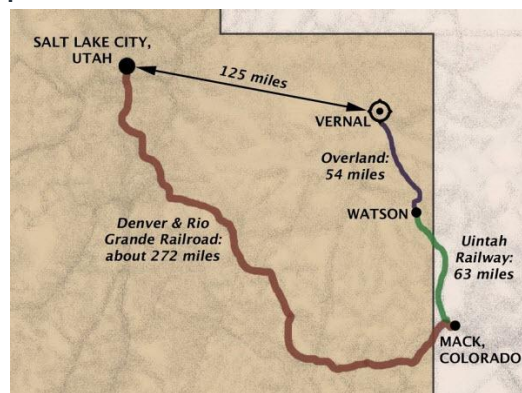 SALT LAKE CITY,
UTAH
125 miles
VERNAL
Overland:
54 miles
WATSON
Denver & Rio
Grande Railroad:
about 272 miles
Uintah
Railway:
63 miles
MACK,
COLORADO